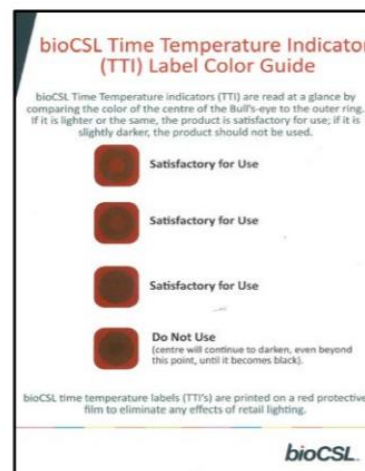 bioCSL Time Temperature Indicator
(TTI) Label Color Guide
bioCSL Time Temperature indicators (TTI) are read at a glance by
comparing the color of the centre of the Bull's-eye to the outer ring.
If it is lighter or the same, the product is satisfactory for use; if it is
slightly darker, the product should not be used.
Satisfactory for Use
Satisfactory for Use
Satisfactory for Use
Do Not Use
(centre will continue to darken, even beyond
this point, until it becomes black).
bioCSL time temperature labels (TTI's) are printed on a red protective
film to eliminate any effects of retail lighting.
bioCSL